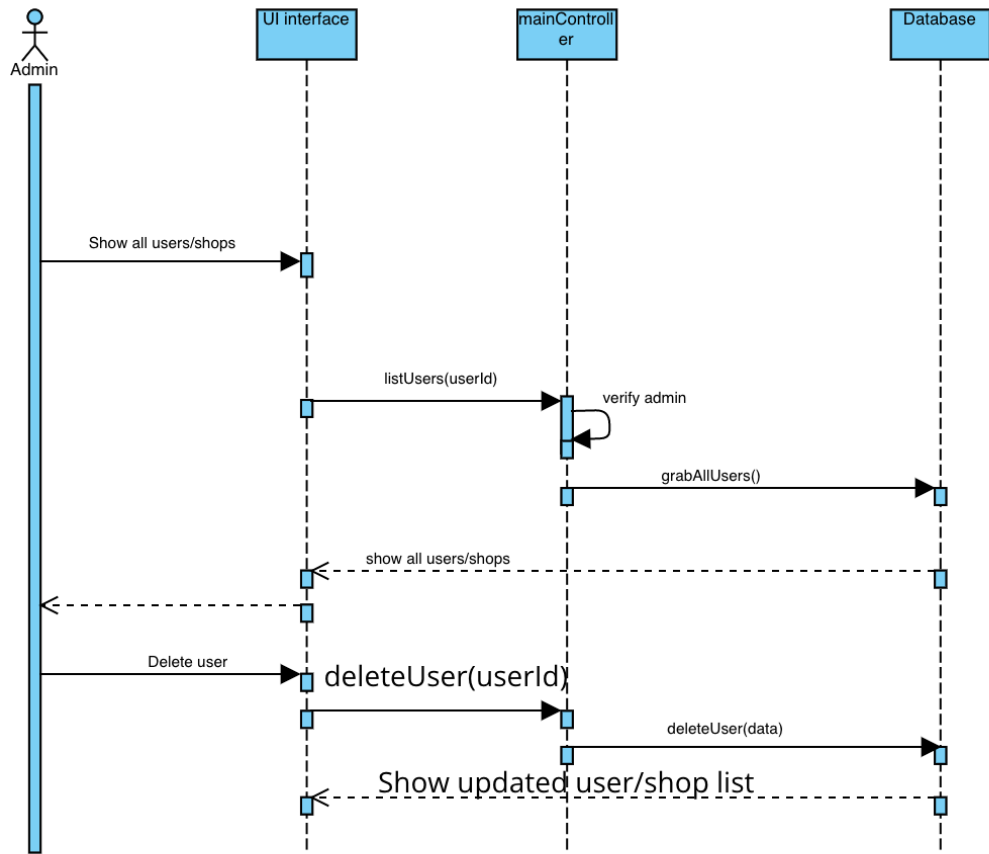 Admin
UI interface
mainControll
er
Database
Show all users/shops
listUsers(userId)
verify admin
grabAllUsers()
show all users/shops
Delete user
deleteUser(userId)
deleteUser(data)
Show updated user/shop list